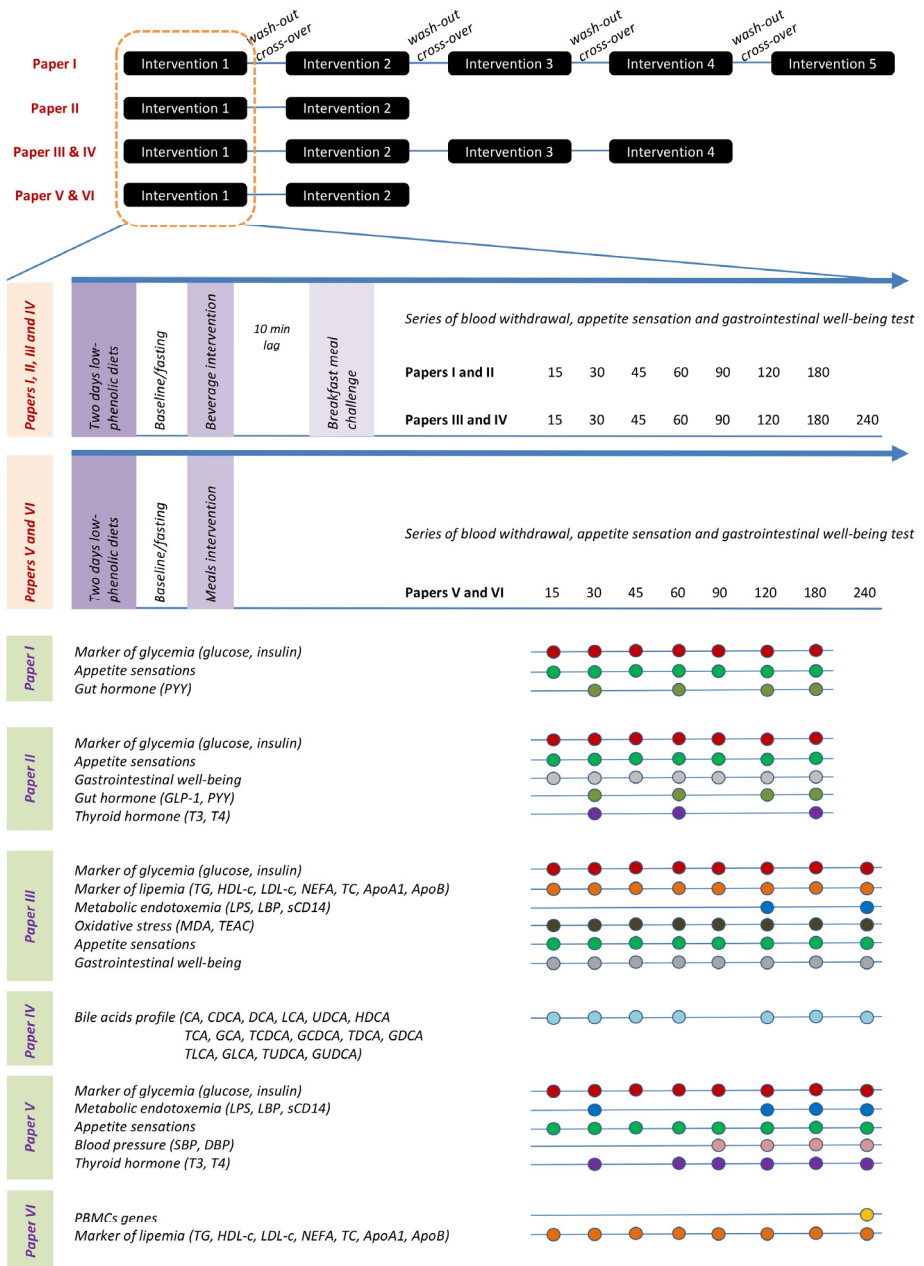 wash-out
cross-over
wash-out
cross-over
wash-out
cross-over
wash-out
cross-over
Paper I
Intervention 1
Intervention 2
Intervention 3
Intervention 4
Intervention 5
Paper II
Intervention 1
Intervention 2
Paper III & IV
Intervention 1
Intervention 2
Intervention 3
Intervention 4
Paper V & VI
Intervention 1
Intervention 2
Papers I, II, III and IV
Two days low-
phenolic diets
Baseline/fasting
Beverage intervention
10 min
lag
Breakfast meal
challenge
Series of blood withdrawal, appetite sensation and gastrointestinal well-being test
Papers I and II 15 30 45 60 90 120 180
Papers III and IV 15 30 45 60 90 120 180 240
Papers V and VI
Two days low-
phenolic diets
Baseline/fasting
Meals intervention
Series of blood withdrawal, appetite sensation and gastrointestinal well-being test
Papers V and VI 15 30 45 60 90 120 180 240
Paper I
Marker of glycemia (glucose, insulin)
Appetite sensations
Gut hormone (PYY)
Paper II
Marker of glycemia (glucose, insulin)
Appetite sensations
Gastrointestinal well-being
Gut hormone (GLP-1, PYY)
Thyroid hormone (T3, T4)
Paper III
Marker of glycemia (glucose, insulin)
Marker of lipemia (TG, HDL-c, LDL-c, NEFA, TC, ApoA1, ApoB)
Metabolic endotoxemia (LPS, LBP, sCD14)
Oxidative stress (MDA, TEAC)
Appetite sensations
Gastrointestinal well-being
Paper IV
Bile acids profile (CA, CDCA, DCA, LCA, UDCA, HDCA
TCA, GCA, TCDCA, GCDCA, TDCA, GDCA
TLCA, GLCA, TUDCA, GUDCA)
Paper V
Marker of glycemia (glucose, insulin)
Metabolic endotoxemia (LPS, LBP, sCD14)
Appetite sensations
Blood pressure (SBP, DBP)
Thyroid hormone (T3, T4)
Paper VI
PBMCs genes
Marker of lipemia (TG, HDL-c, LDL-c, NEFA, TC, ApoA1, ApoB)